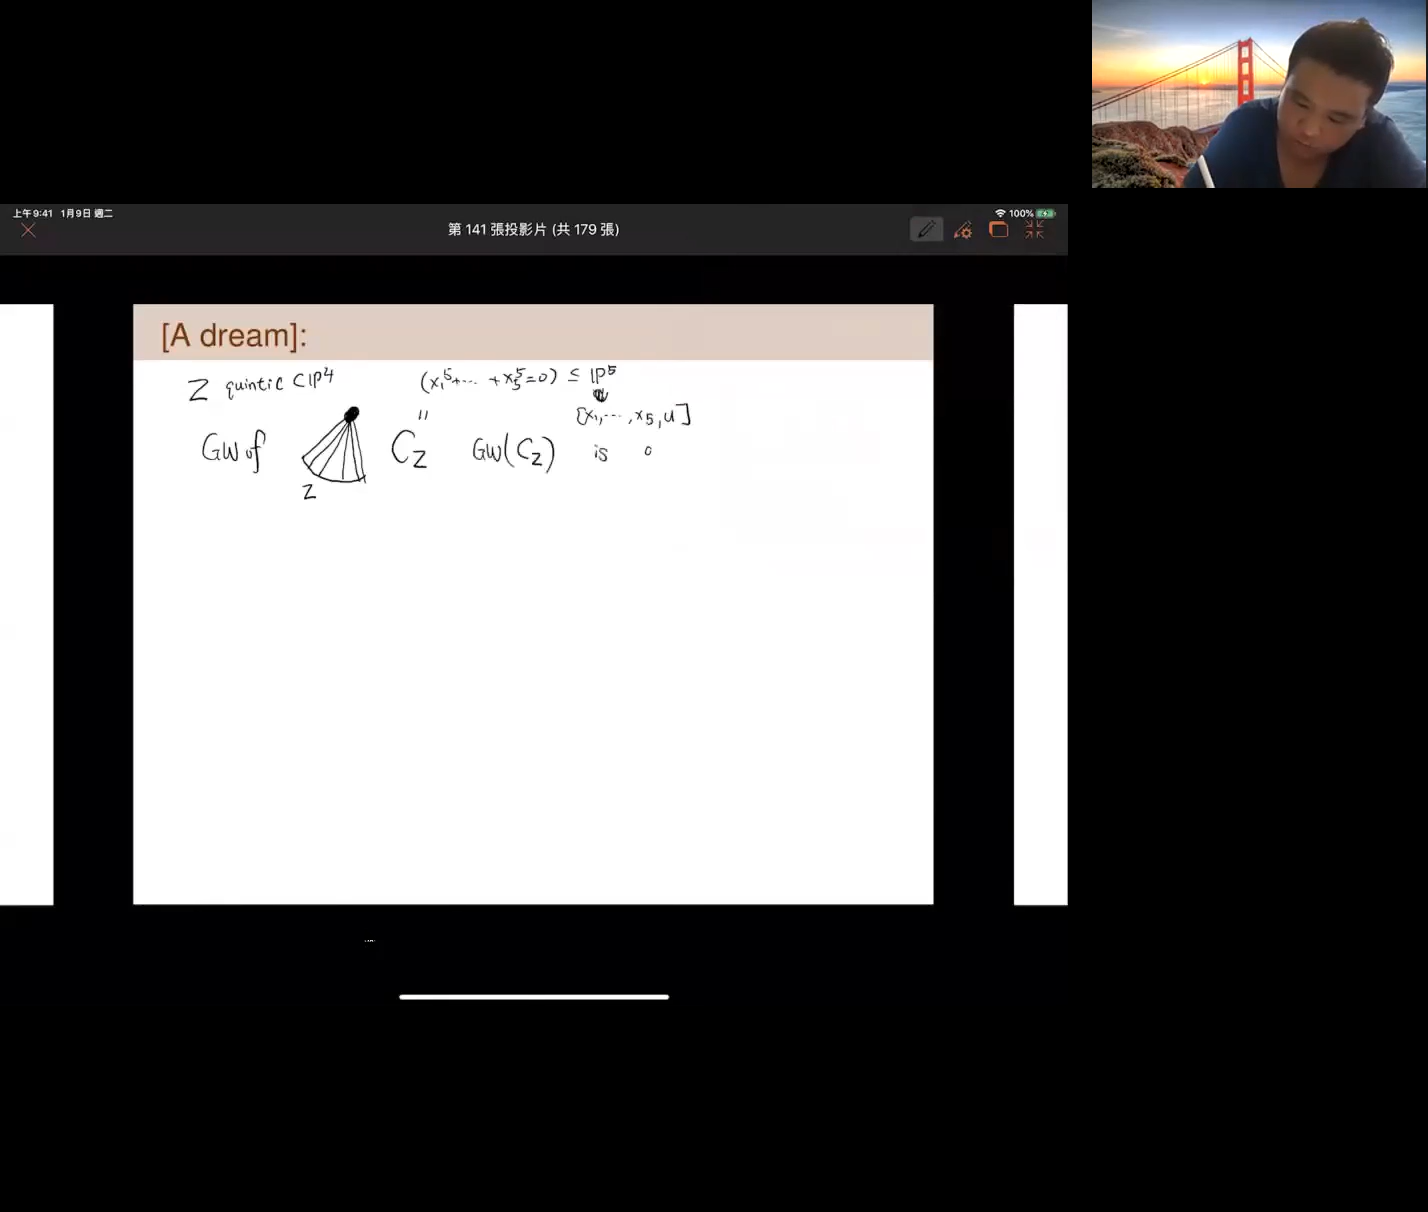 上午9:41 1月9日 週二
100%
第 141 張投影片 (共 179 張)
[A dream]:
Z quintic ⊂ ℙ⁴ (x₁⁵+⋯+x₅⁵=0) ≤ ℙ⁵
[x₁,⋯,x₅,u]
GW of C_Z GW(C_Z) is
Z